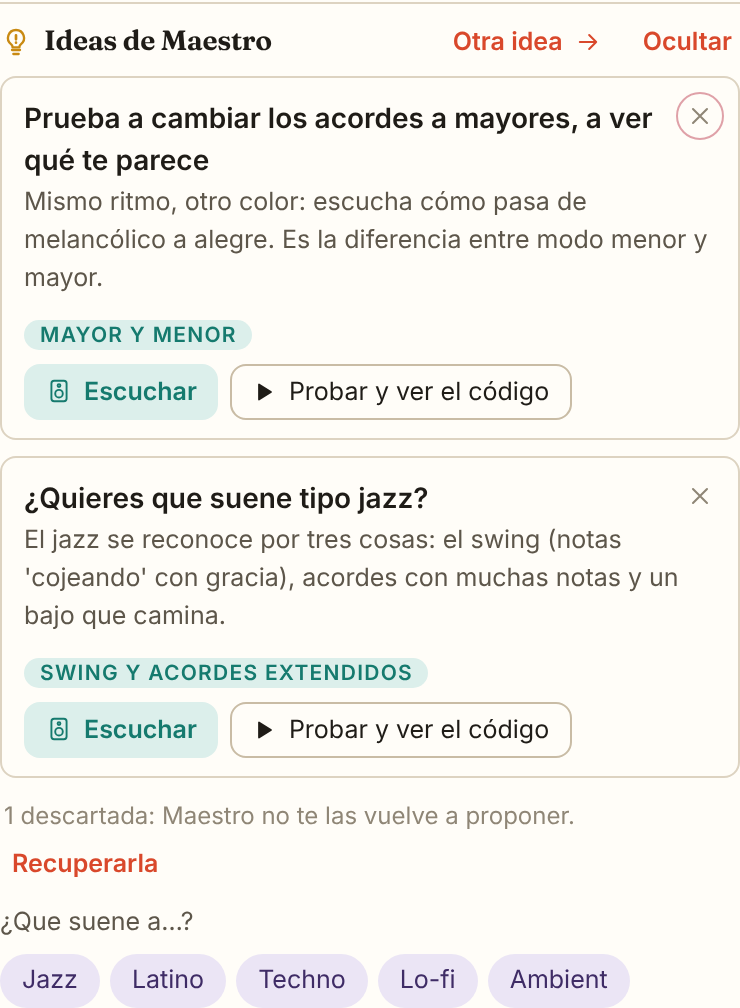 Ideas de Maestro
Otra idea →
Ocultar
Prueba a cambiar los acordes a mayores, a ver
qué te parece
Mismo ritmo, otro color: escucha cómo pasa de
melancólico a alegre. Es la diferencia entre modo menor y
mayor.
MAYOR Y MENOR
Escuchar
Probar y ver el código
¿Quieres que suene tipo jazz?
El jazz se reconoce por tres cosas: el swing (notas
'cojeando' con gracia), acordes con muchas notas y un
bajo que camina.
SWING Y ACORDES EXTENDIDOS
Escuchar
Probar y ver el código
1 descartada: Maestro no te las vuelve a proponer.
Recuperarla
¿Que suene a...?
Jazz
Latino
Techno
Lo-fi
Ambient